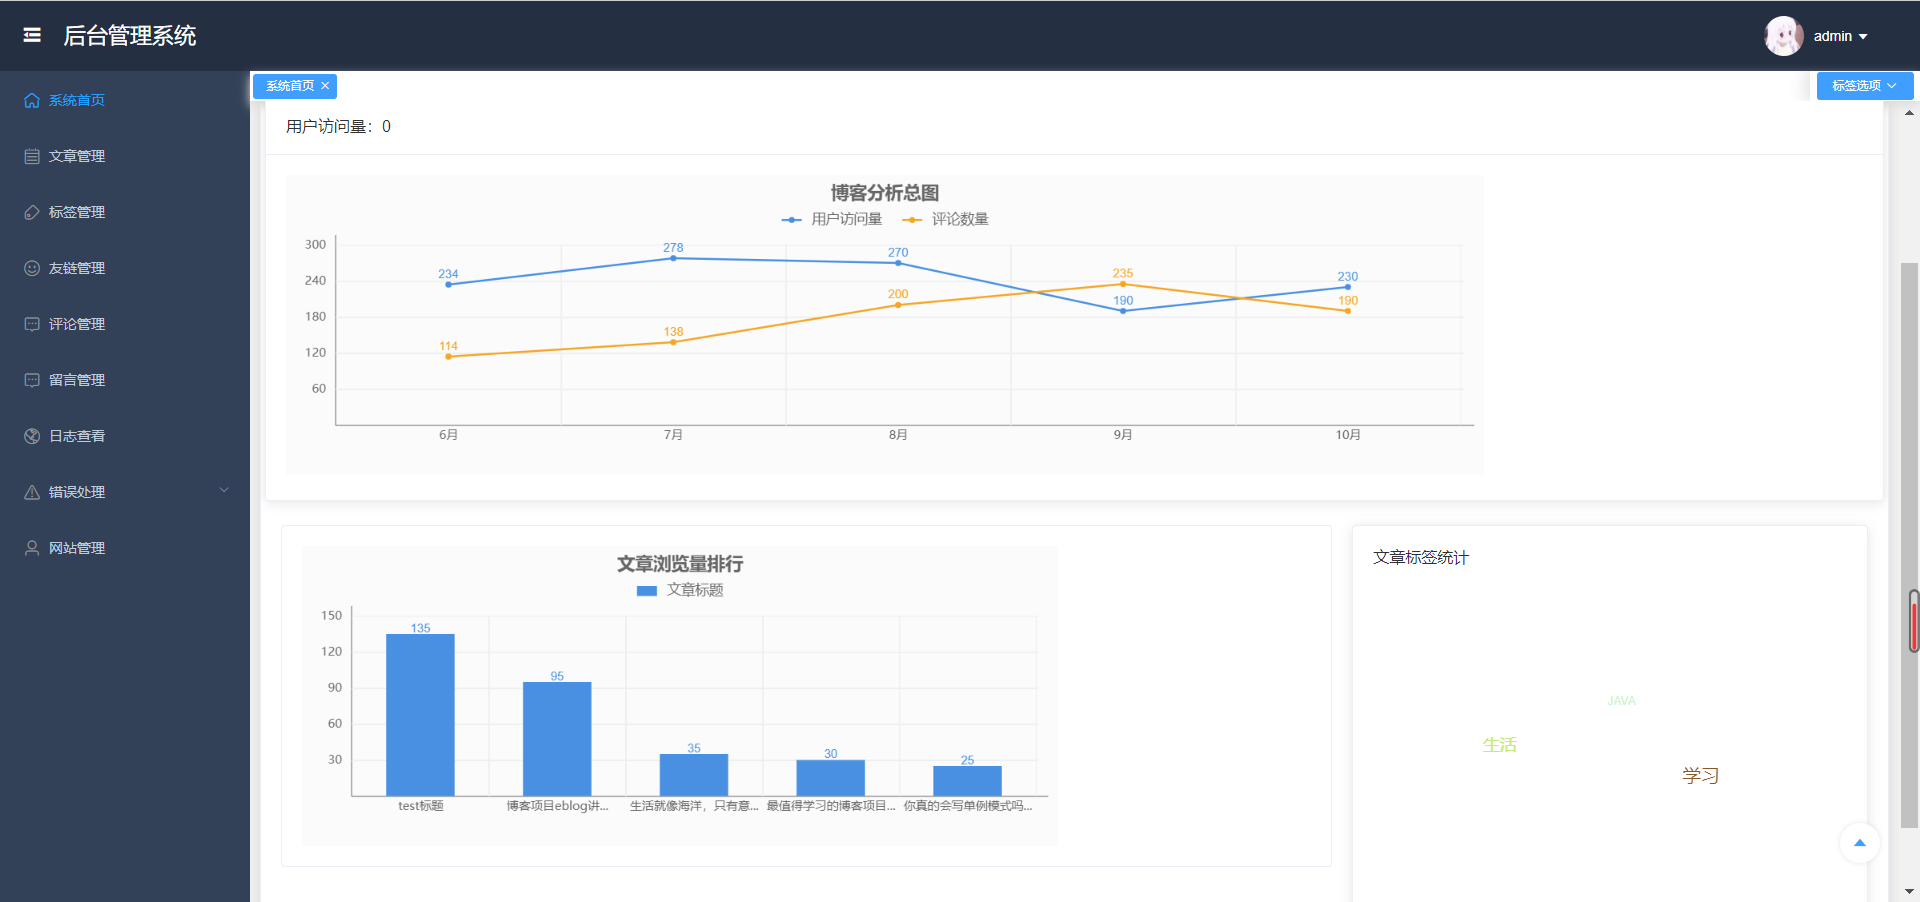 后台管理系统
admin
系统首页
文章管理
标签管理
友链管理
评论管理
留言管理
日志查看
错误处理
网站管理
系统首页
标签选项
用户访问量：0
博客分析总图
用户访问量 评论数量
300
240
180
120
60
234 278 270 190 230
114 138 200 235 190
6月 7月 8月 9月 10月
文章浏览量排行
文章标题
150
120
90
60
30
135 95 35 30 25
test标题 博客项目eblog讲... 生活就像海洋，只有意... 最值得学习的博客项目... 你真的会写单例模式吗...
文章标签统计
JAVA
生活
学习